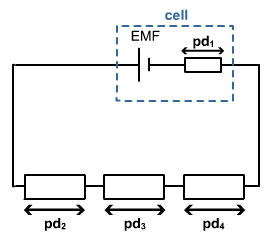 cell
EMF
pd₁
pd₂ pd₃ pd₄